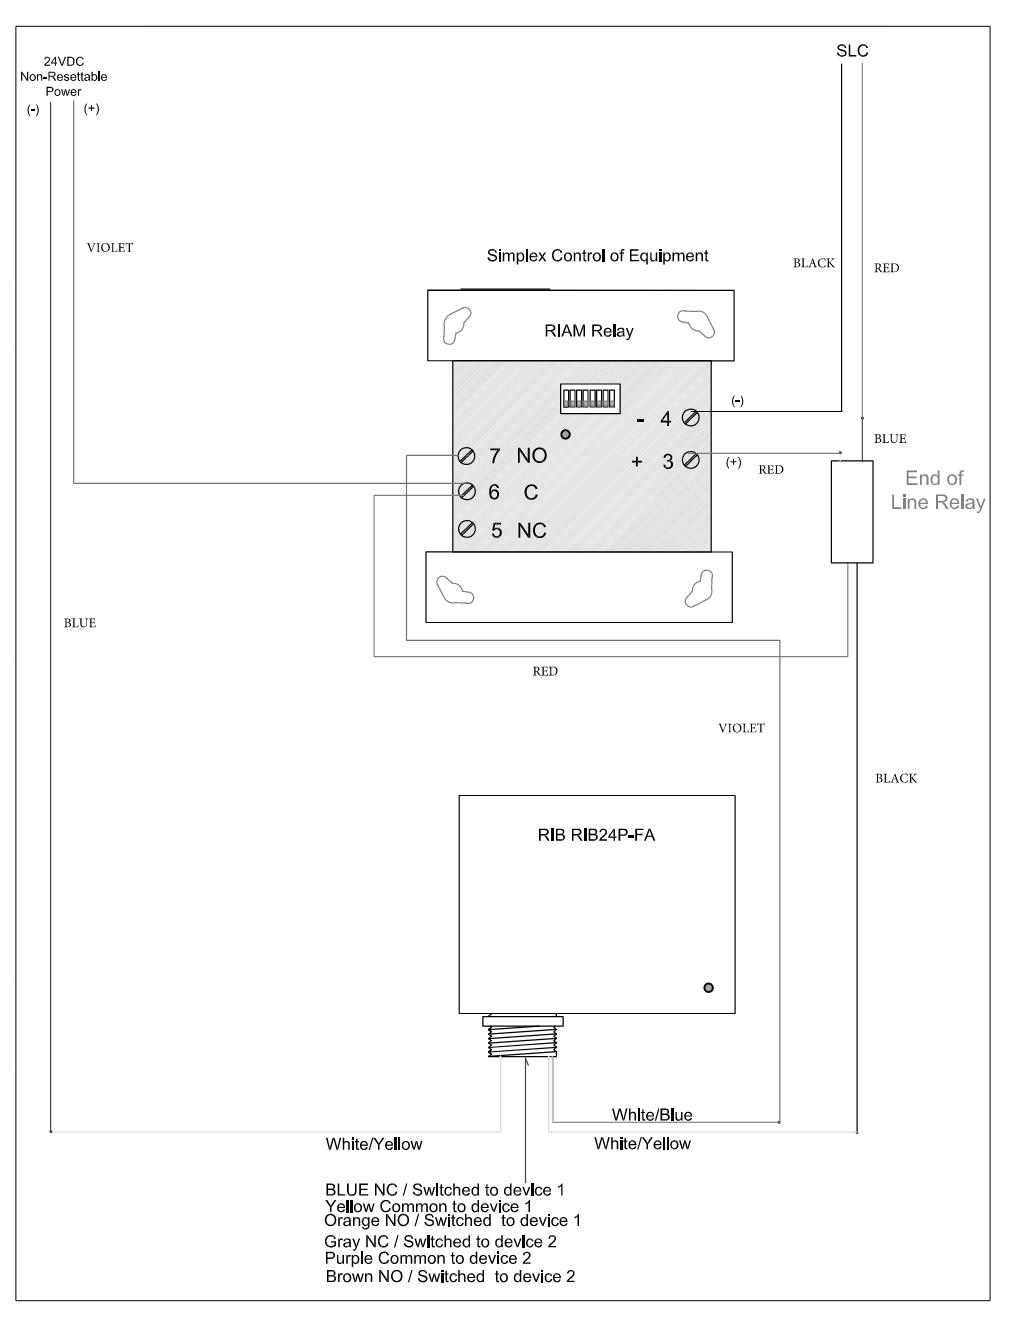 24VDC
Non-Resettable
Power
(-)
(+)
SLC
VIOLET
Simplex Control of Equipment
BLACK
RED
RIAM Relay
(-)
- 4
BLUE
7 NO
+ 3
(+)
RED
End of
Line Relay
6 C
5 NC
BLUE
RED
VIOLET
BLACK
RIB RIB24P-FA
White/Blue
White/Yellow
White/Yellow
BLUE NC / Switched to device 1
Yellow Common to device 1
Orange NO / Switched to device 1
Gray NC / Switched to device 2
Purple Common to device 2
Brown NO / Switched to device 2